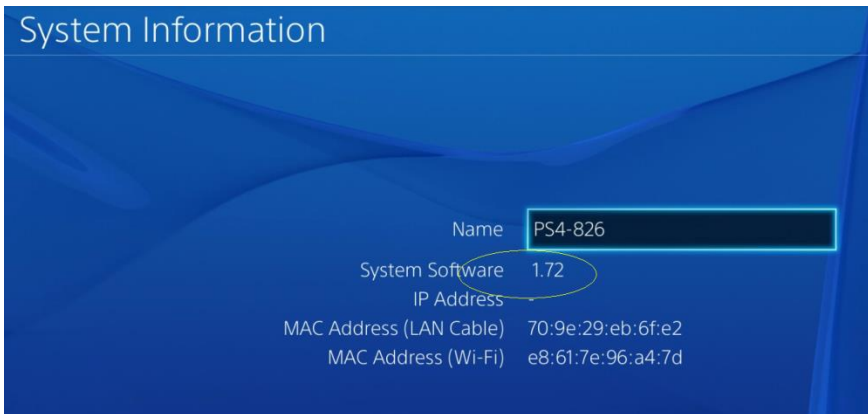 System Information
Name PS4-826
System Software 1.72
IP Address -
MAC Address (LAN Cable) 70:9e:29:eb:6f:e2
MAC Address (Wi-Fi) e8:61:7e:96:a4:7d